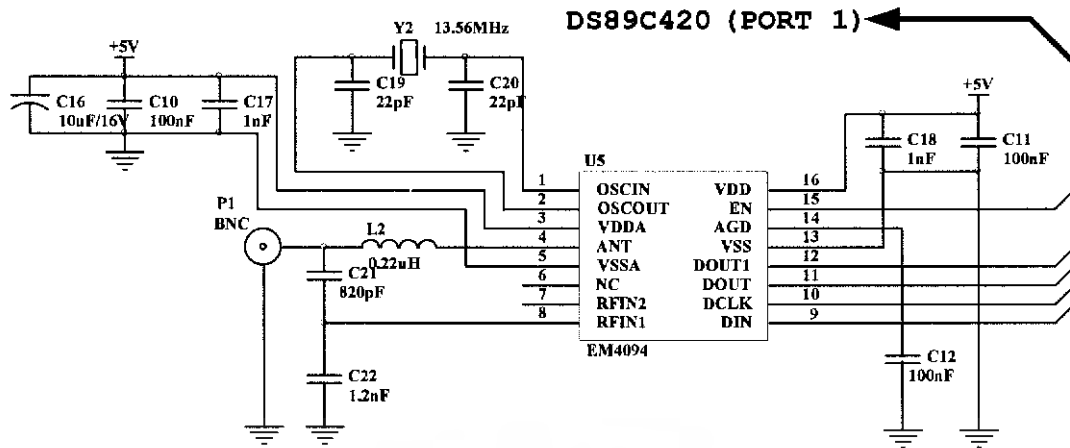 DS89C420 (PORT 1)
Y2
13.56MHz
+5V
C19
22pF
C20
22pF
C16
10uF/16V
C10
100nF
C17
1nF
+5V
C18
1nF
C11
100nF
U5
1 OSCIN VDD 16
2 OSCOUT EN 15
3 VDDA AGD 14
4 ANT VSS 13
5 VSSA DOUT1 12
6 NC DOUT 11
7 RFIN2 DCLK 10
8 RFIN1 DIN 9
EM4094
P1
BNC
L2
0.22uH
C21
820pF
C22
1.2nF
C12
100nF